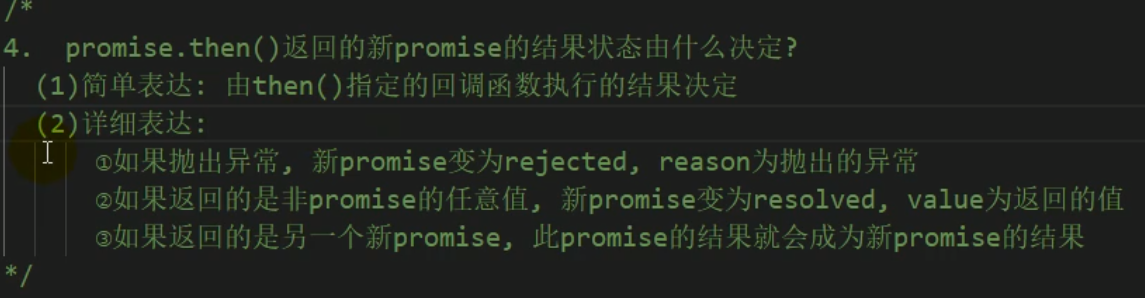 /*
4. promise.then()返回的新promise的结果状态由什么决定?
(1)简单表达: 由then()指定的回调函数执行的结果决定
(2)详细表达:
①如果抛出异常, 新promise变为rejected, reason为抛出的异常
②如果返回的是非promise的任意值, 新promise变为resolved, value为返回的值
③如果返回的是另一个新promise, 此promise的结果就会成为新promise的结果
*/